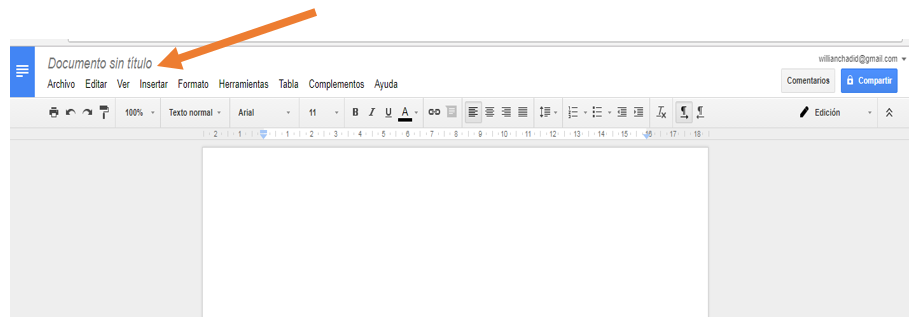 Documento sin título
willianchadid@gmail.com
Archivo Editar Ver Insertar Formato Herramientas Tabla Complementos Ayuda
Comentarios Compartir
100% Texto normal Arial 11 B I U A Edición
2 1 1 2 3 4 5 6 7 8 9 10 11 12 13 14 15 16 17 18